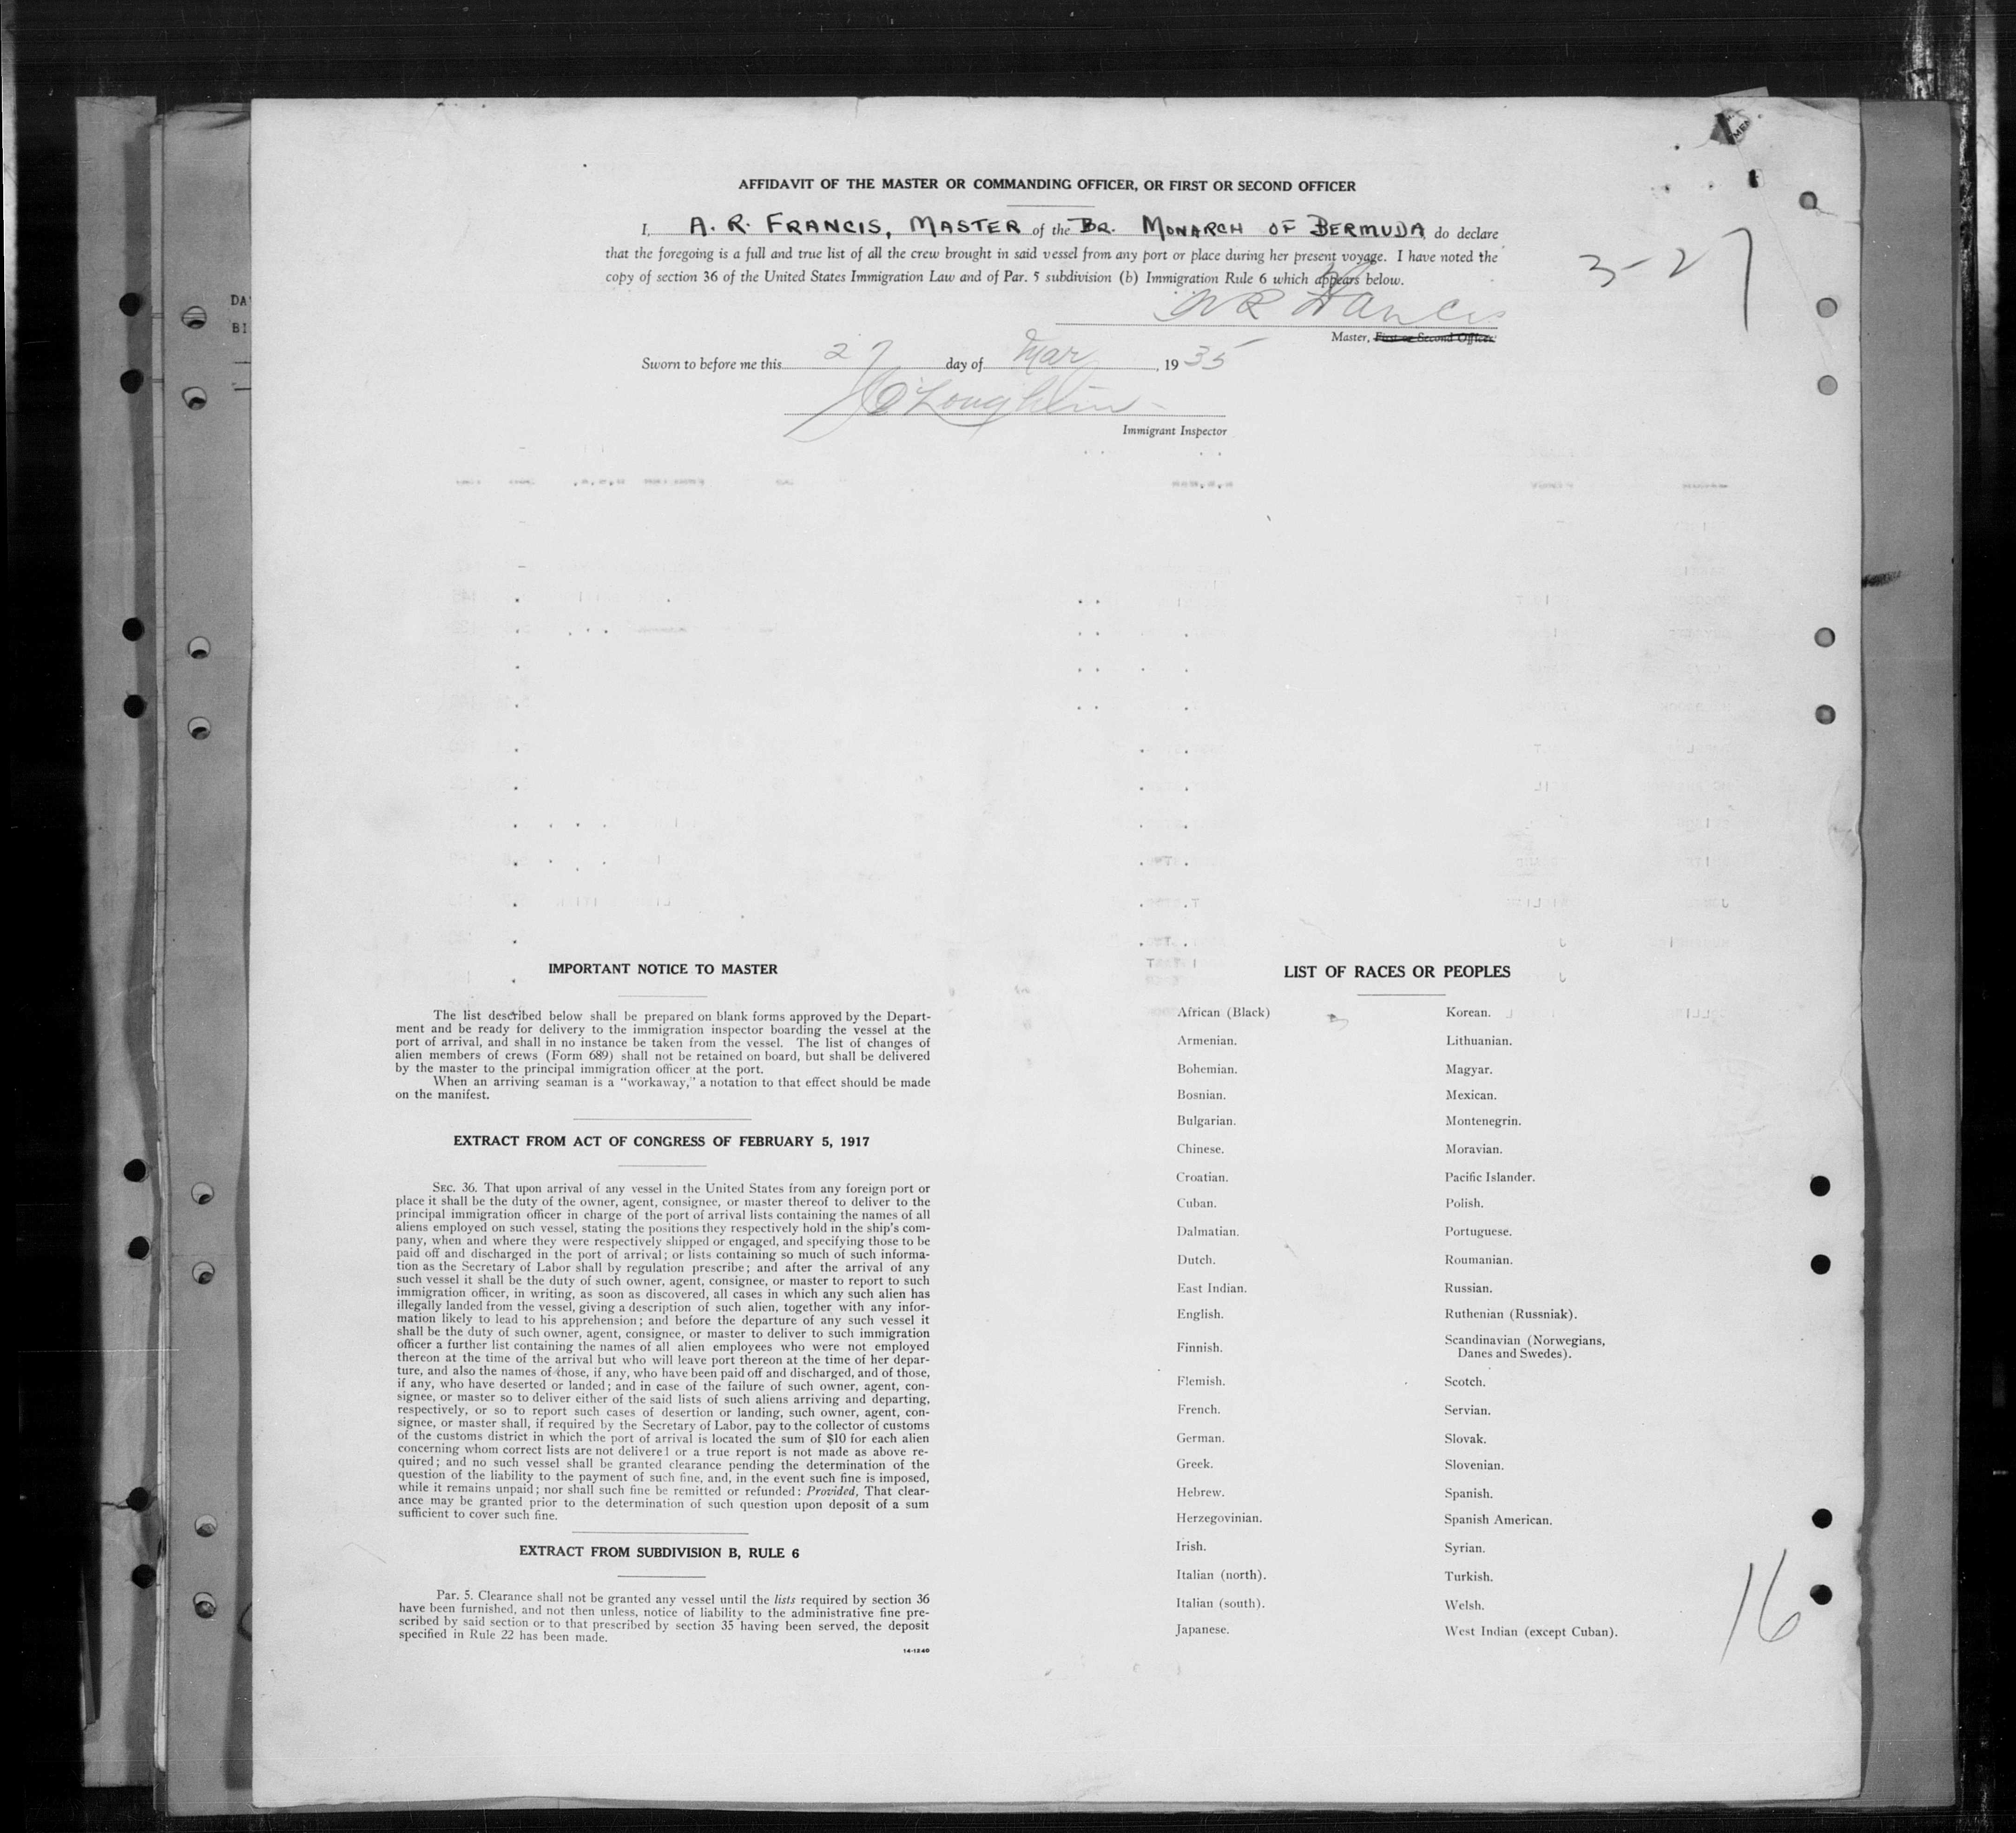 AFFIDAVIT OF THE MASTER OR COMMANDING OFFICER, OR FIRST OR SECOND OFFICER
I, A. R. FRANCIS, MASTER of the BR. MONARCH OF BERMUDA, do declare
that the foregoing is a full and true list of all the crew brought in said vessel from any port or place during her present voyage. I have noted the
copy of section 36 of the United States Immigration Law and of Par. 5 subdivision (b) Immigration Rule 6 which appears below.
3-27
A R Francis
Master, First or Second Officer
Sworn to before me this 27 day of Mar, 1935
O'Loughlin
Immigrant Inspector
DA
BI
IMPORTANT NOTICE TO MASTER
The list described below shall be prepared on blank forms approved by the Depart-
ment and be ready for delivery to the immigration inspector boarding the vessel at the
port of arrival, and shall in no instance be taken from the vessel. The list of changes of
alien members of crews (Form 689) shall not be retained on board, but shall be delivered
by the master to the principal immigration officer at the port.
When an arriving seaman is a "workaway," a notation to that effect should be made
on the manifest.
EXTRACT FROM ACT OF CONGRESS OF FEBRUARY 5, 1917
SEC. 36. That upon arrival of any vessel in the United States from any foreign port or
place it shall be the duty of the owner, agent, consignee, or master thereof to deliver to the
principal immigration officer in charge of the port of arrival lists containing the names of all
aliens employed on such vessel, stating the positions they respectively hold in the ship's com-
pany, when and where they were respectively shipped or engaged, and specifying those to be
paid off and discharged in the port of arrival; or lists containing so much of such informa-
tion as the Secretary of Labor shall by regulation prescribe; and after the arrival of any
such vessel it shall be the duty of such owner, agent, consignee, or master to report to such
immigration officer, in writing, as soon as discovered, all cases in which any such alien has
illegally landed from the vessel, giving a description of such alien, together with any infor-
mation likely to lead to his apprehension; and before the departure of any such vessel it
shall be the duty of such owner, agent, consignee, or master to deliver to such immigration
officer a further list containing the names of all alien employees who were not employed
thereon at the time of the arrival but who will leave port thereon at the time of her depar-
ture, and also the names of those, if any, who have been paid off and discharged, and of those,
if any, who have deserted or landed; and in case of the failure of such owner, agent, con-
signee, or master so to deliver either of the said lists of such aliens arriving and departing,
respectively, or so to report such cases of desertion or landing, such owner, agent, con-
signee, or master shall, if required by the Secretary of Labor, pay to the collector of customs
of the customs district in which the port of arrival is located the sum of $10 for each alien
concerning whom correct lists are not delivered or a true report is not made as above re-
quired; and no such vessel shall be granted clearance pending the determination of the
question of the liability to the payment of such fine, and, in the event such fine is imposed,
while it remains unpaid; nor shall such fine be remitted or refunded: Provided, That clear-
ance may be granted prior to the determination of such question upon deposit of a sum
sufficient to cover such fine.
EXTRACT FROM SUBDIVISION B, RULE 6
Par. 5. Clearance shall not be granted any vessel until the lists required by section 36
have been furnished, and not then unless, notice of liability to the administrative fine pre-
scribed by said section or to that prescribed by section 35 having been served, the deposit
specified in Rule 22 has been made.
14-1240
LIST OF RACES OR PEOPLES
African (Black)
Armenian.
Bohemian.
Bosnian.
Bulgarian.
Chinese.
Croatian.
Cuban.
Dalmatian.
Dutch.
East Indian.
English.
Finnish.
Flemish.
French.
German.
Greek.
Hebrew.
Herzegovinian.
Irish.
Italian (north).
Italian (south).
Japanese.
Korean.
Lithuanian.
Magyar.
Mexican.
Montenegrin.
Moravian.
Pacific Islander.
Polish.
Portuguese.
Roumanian.
Russian.
Ruthenian (Russniak).
Scandinavian (Norwegians,
Danes and Swedes).
Scotch.
Servian.
Slovak.
Slovenian.
Spanish.
Spanish American.
Syrian.
Turkish.
Welsh.
West Indian (except Cuban).
16